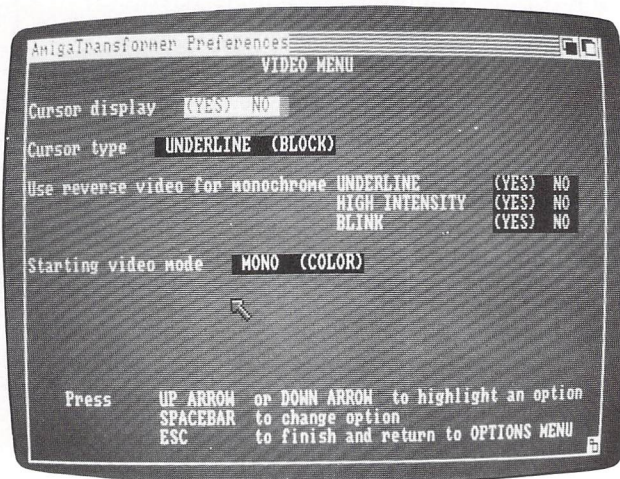 AmigaTransformer Preferences
VIDEO MENU
Cursor display (YES) NO
Cursor type UNDERLINE (BLOCK)
Use reverse video for monochrome UNDERLINE (YES) NO
HIGH INTENSITY (YES) NO
BLINK (YES) NO
Starting video mode MONO (COLOR)
Press UP ARROW or DOWN ARROW to highlight an option
SPACEBAR to change option
ESC to finish and return to OPTIONS MENU